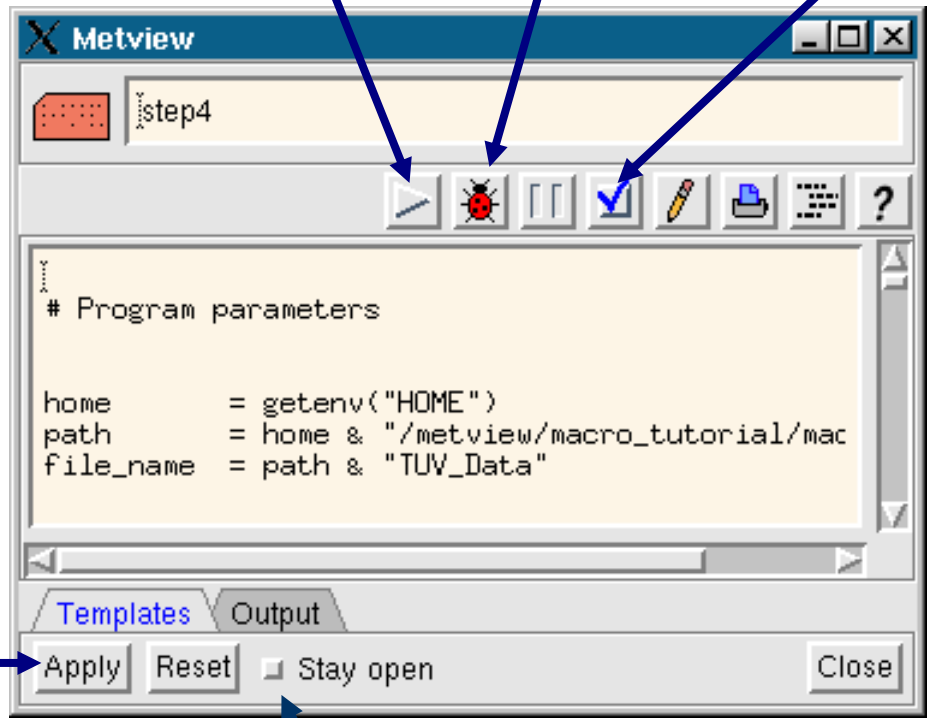 Metview
step4
?
# Program parameters
home = getenv("HOME")
path = home & "/metview/macro_tutorial/mac
file_name = path & "TUV_Data"
Templates Output
Apply Reset Stay open Close